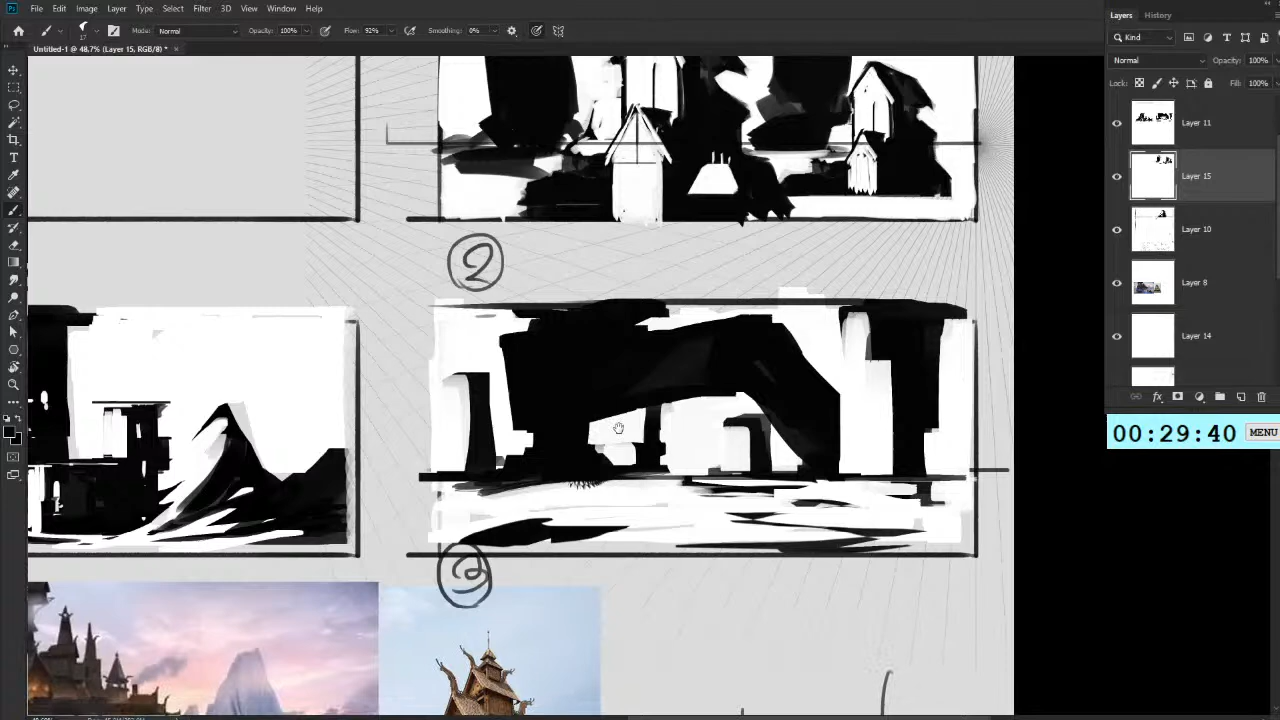 File Edit Image Layer Type Select Filter 3D View Window Help
Mode: Normal Opacity: 100% Flow: 92% Smoothing: 0%
Untitled-1 @ 48,7% (Layer 15, RGB/8) * ×
Layers History
Kind
Normal Opacity: 100%
Lock: Fill: 100%
Layer 11
Layer 15
Layer 10
Layer 8
Layer 14
00:29:40 MENU
2
3